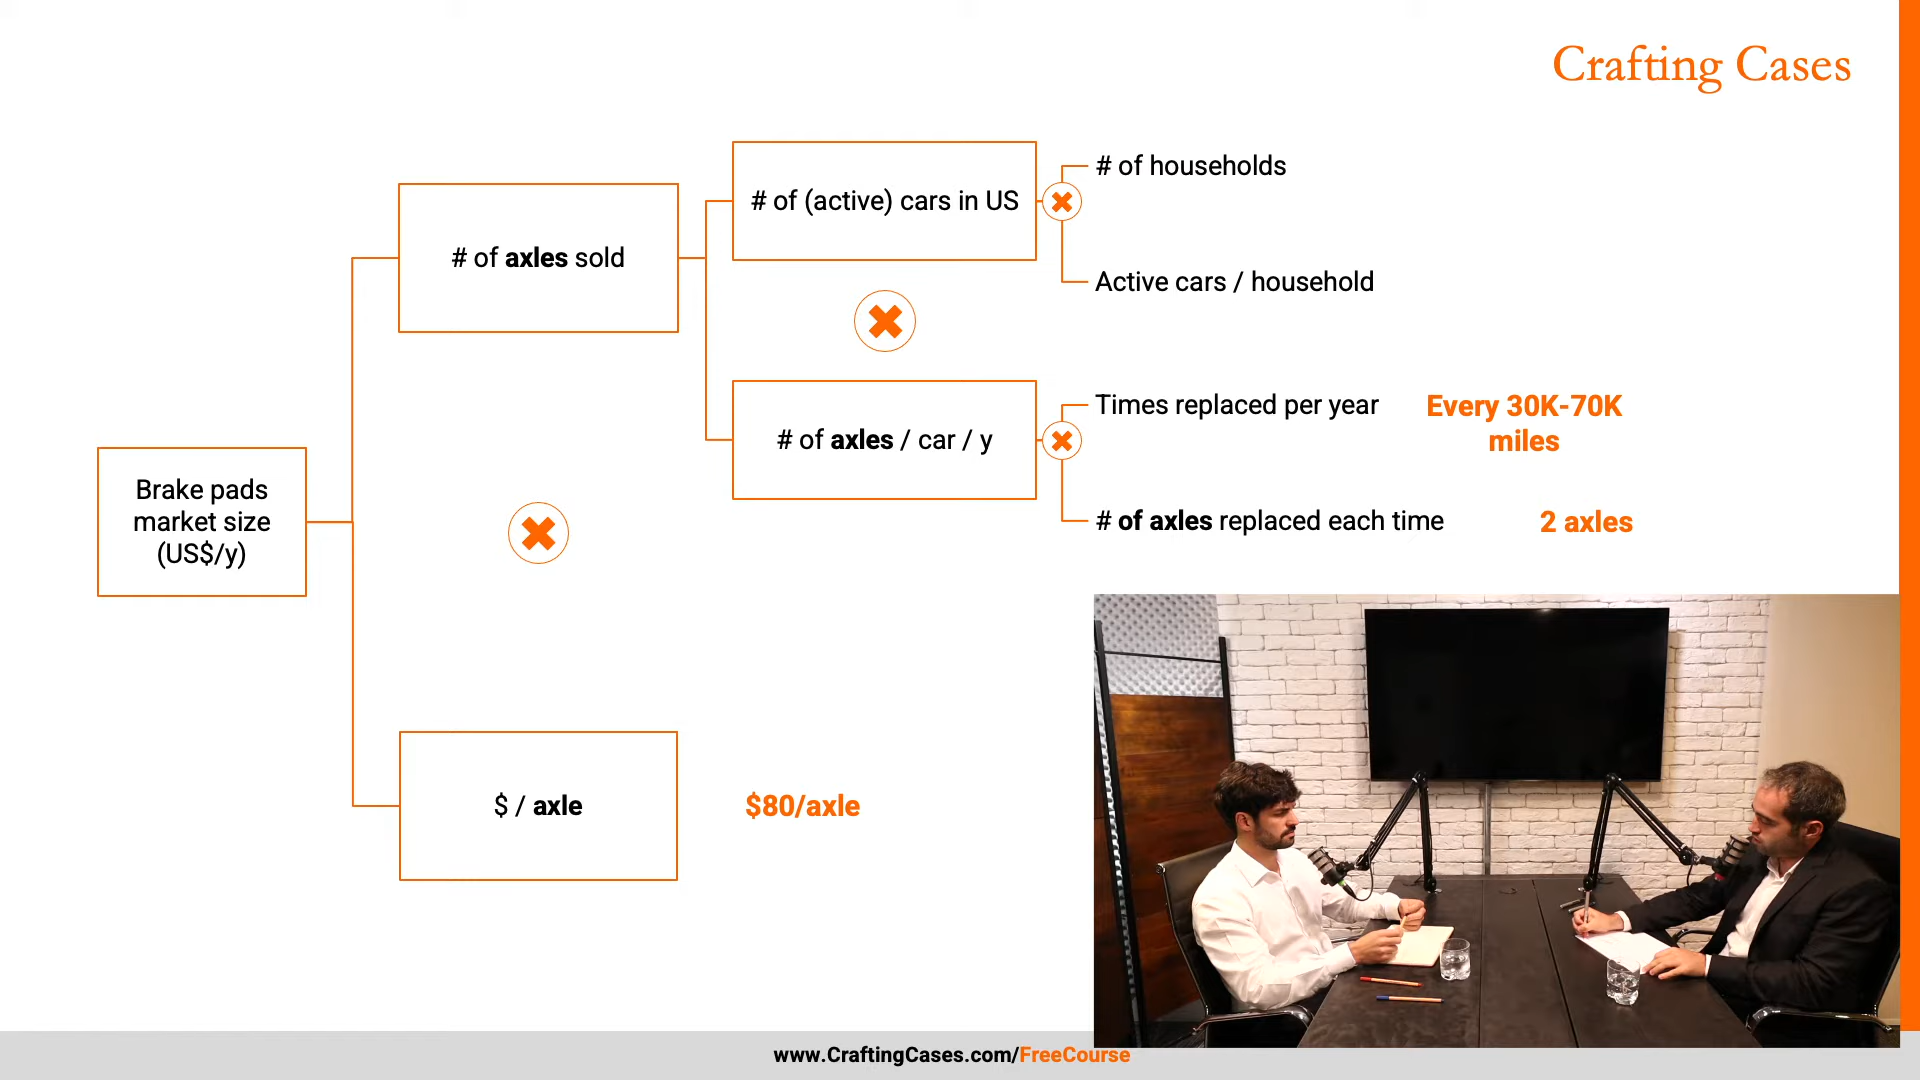 Crafting Cases
# of households
# of (active) cars in US
# of axles sold
Active cars / household
Times replaced per year
Every 30K-70K
miles
# of axles / car / y
Brake pads
market size
(US$/y)
# of axles replaced each time
2 axles
$ / axle
$80/axle
www.CraftingCases.com/FreeCourse